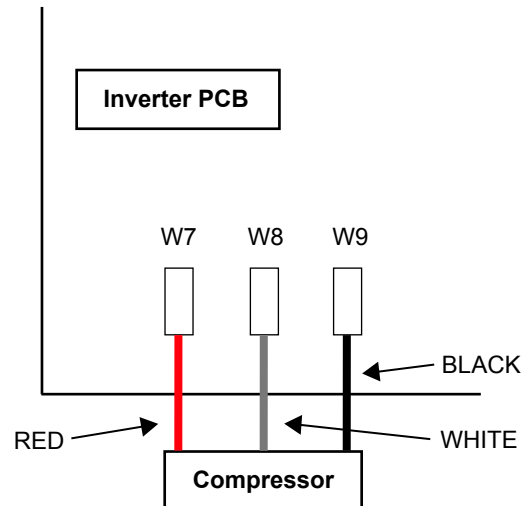 Inverter PCB
W7 W8 W9
BLACK
RED
WHITE
Compressor